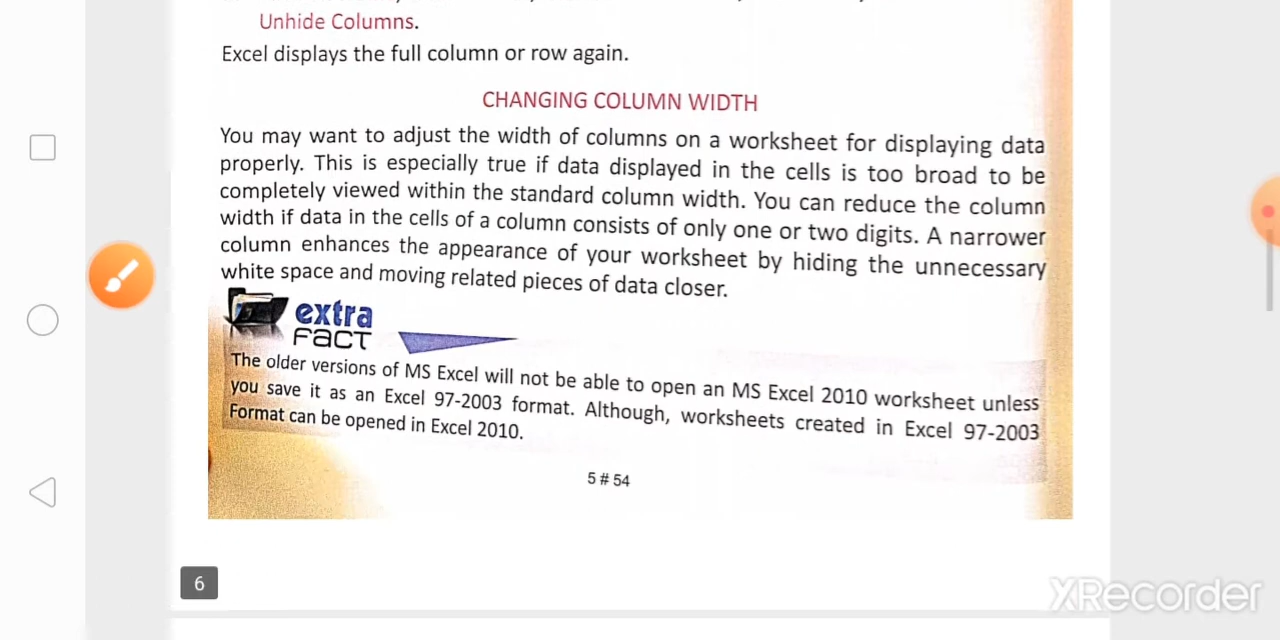 Unhide Columns.
Excel displays the full column or row again.
CHANGING COLUMN WIDTH
You may want to adjust the width of columns on a worksheet for displaying data
properly. This is especially true if data displayed in the cells is too broad to be
completely viewed within the standard column width. You can reduce the column
width if data in the cells of a column consists of only one or two digits. A narrower
column enhances the appearance of your worksheet by hiding the unnecessary
white space and moving related pieces of data closer.
extra
FACT
The older versions of MS Excel will not be able to open an MS Excel 2010 worksheet unless
you save it as an Excel 97-2003 format. Although, worksheets created in Excel 97-2003
Format can be opened in Excel 2010.
5 # 54
6
XRecorder